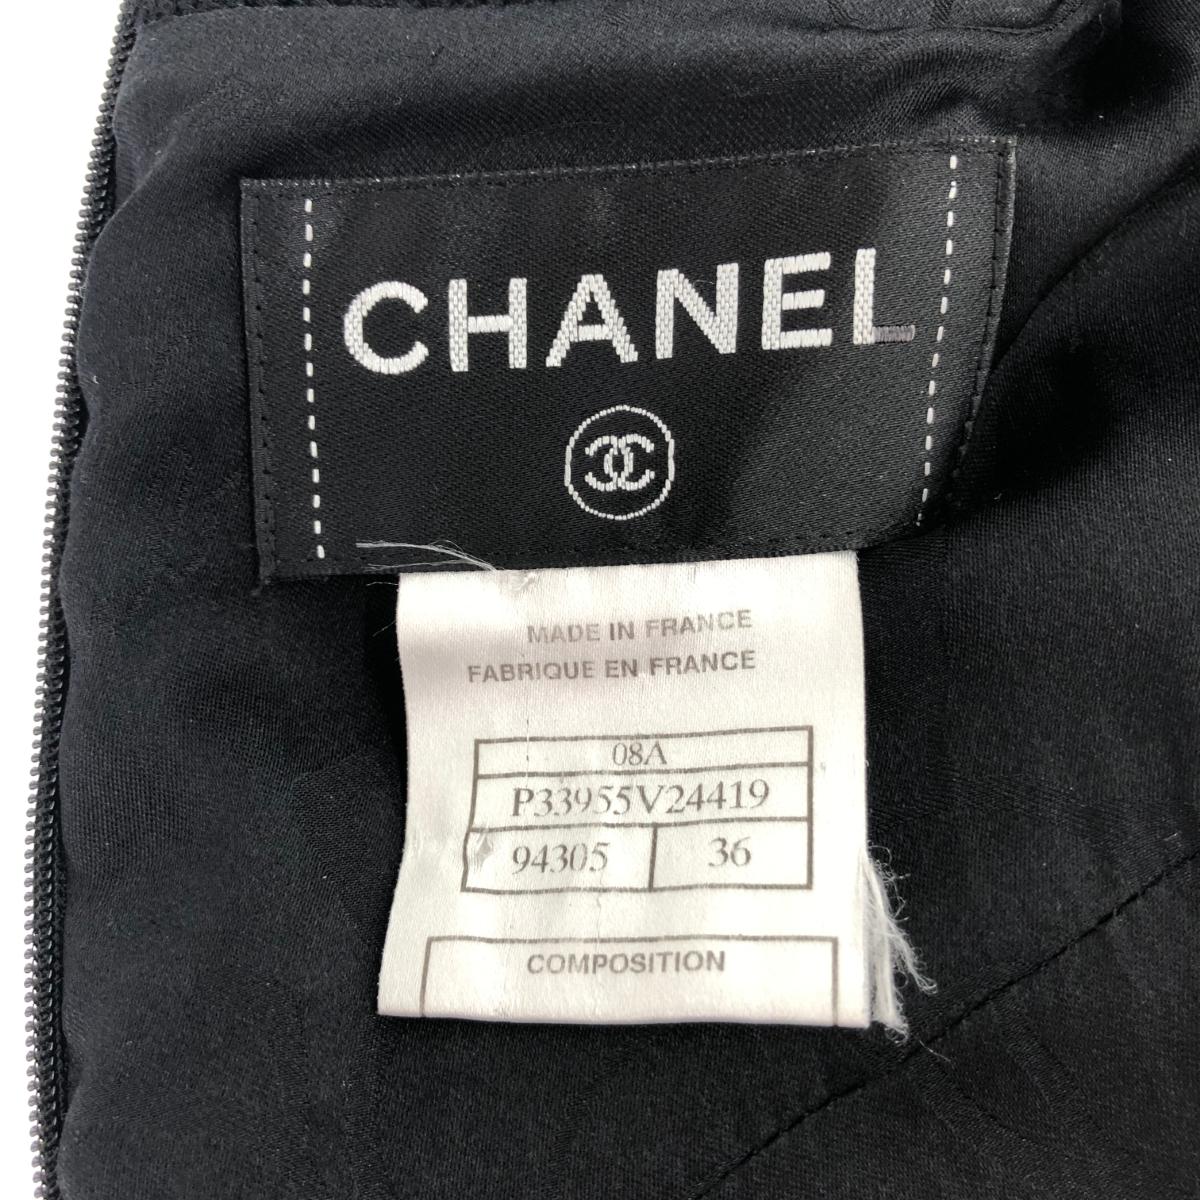 CHANEL
MADE IN FRANCE
FABRIQUE EN FRANCE
08A
P33955V24419
94305 36
COMPOSITION